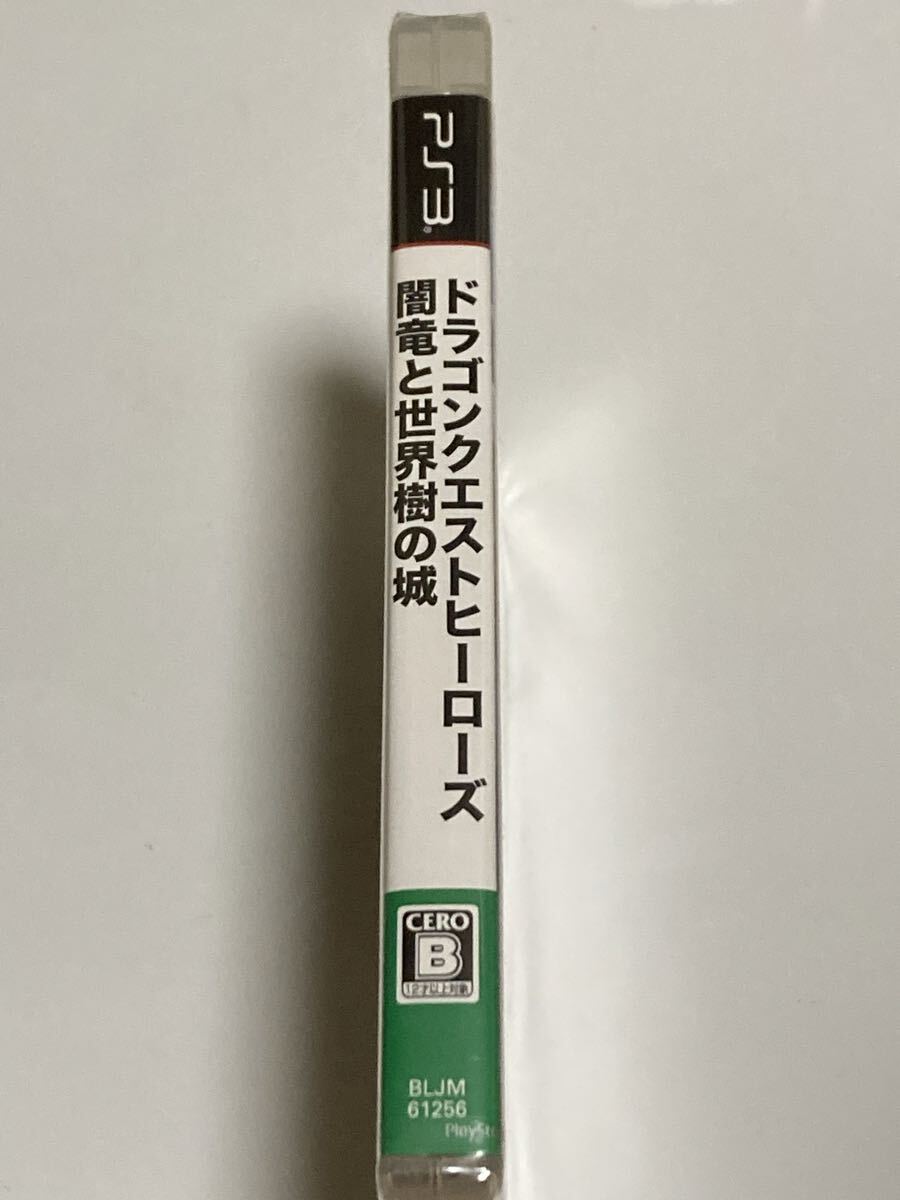 PS3®
ドラゴンクエストヒーローズ
闇竜と世界樹の城
CERO
B
12才以上対象
BLJM
61256
PlaySt